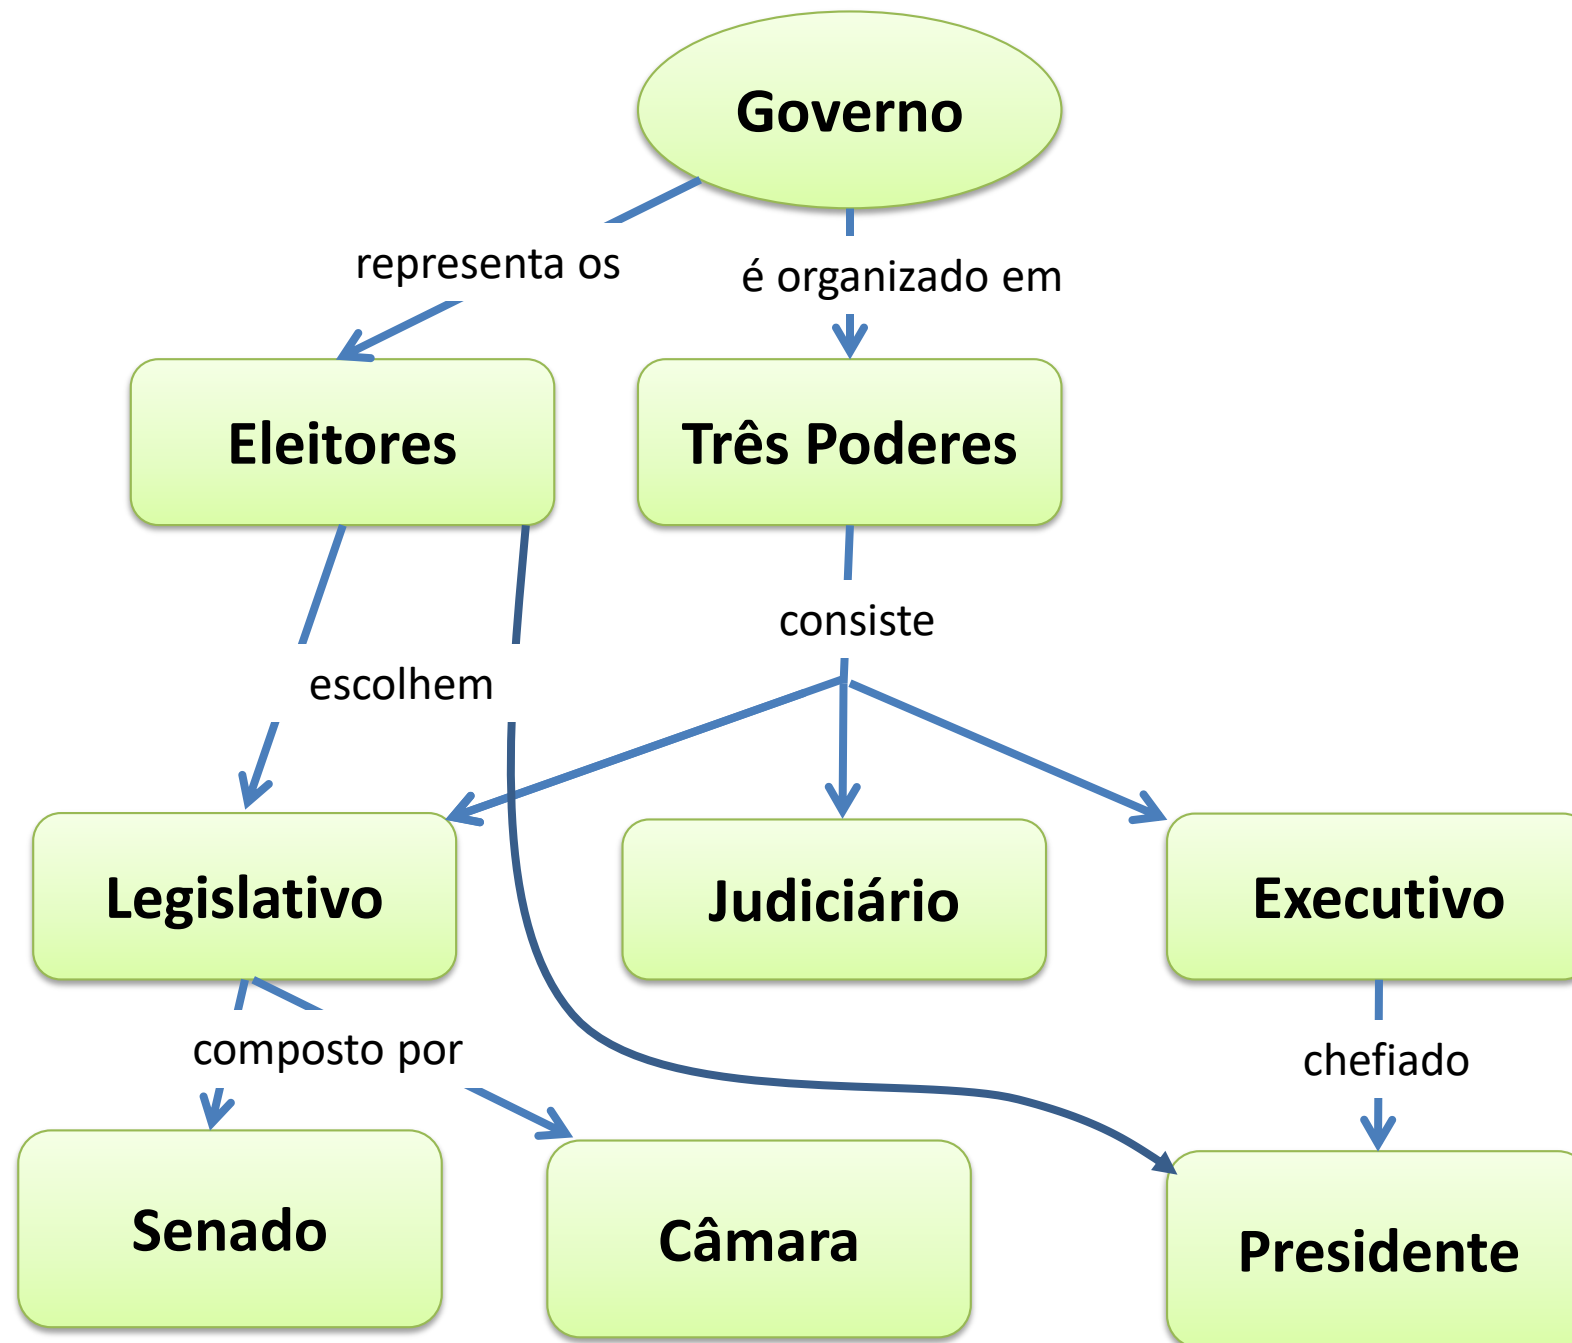 Governo
representa os
é organizado em
Eleitores
Três Poderes
consiste
escolhem
Legislativo
Judiciário
Executivo
composto por
chefiado
Senado
Câmara
Presidente